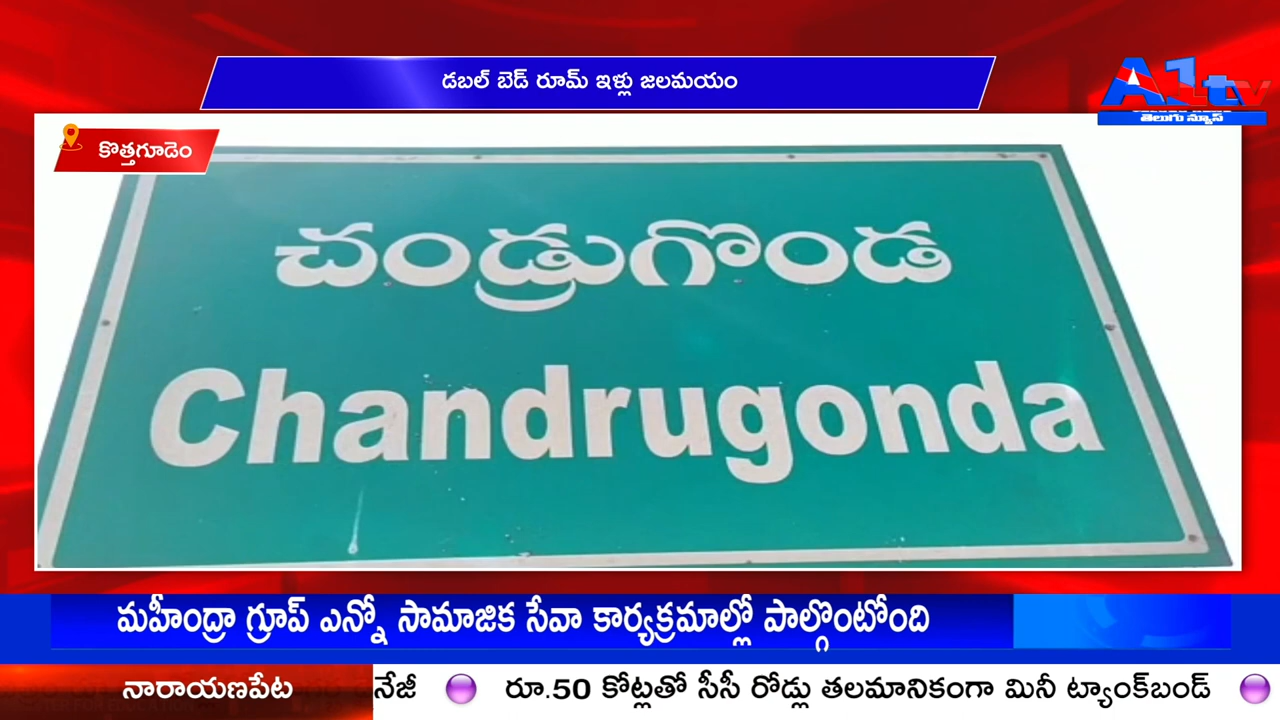 డబల్ బెడ్ రూమ్ ఇళ్లు జలమయం
A1tv
తెలుగు న్యూస్
కొత్తగూడెం
చండ్రుగొండ
Chandrugonda
మహీంద్రా గ్రూప్ ఎన్నో సామాజిక సేవా కార్యక్రమాల్లో పాల్గొంటోంది
నారాయణపేట
నేజీ
రూ.50 కోట్లతో సీసీ రోడ్లు తలమానికంగా మినీ ట్యాంక్‌బండ్